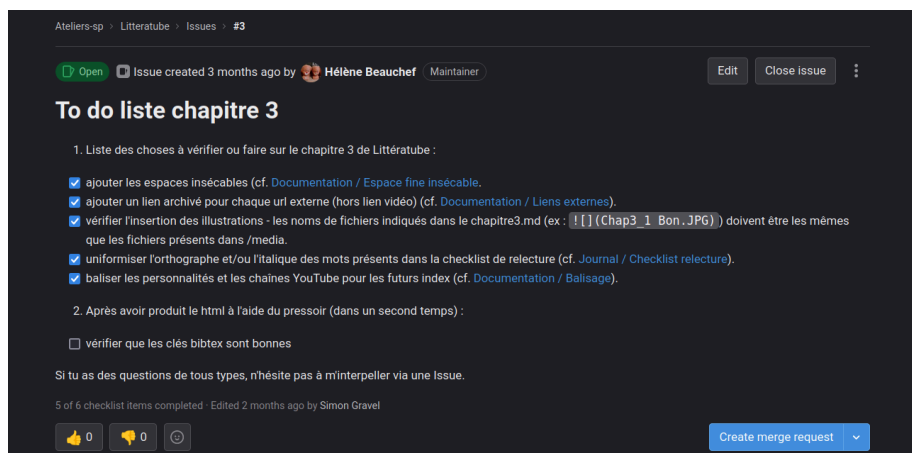 Ateliers-sp > Litteratube > Issues > #3
Open Issue created 3 months ago by Hélène Beauchef Maintainer Edit Close issue
To do liste chapitre 3
1. Liste des choses à vérifier ou faire sur le chapitre 3 de Littératube :
ajouter les espaces insécables (cf. Documentation / Espace fine insécable.
ajouter un lien archivé pour chaque url externe (hors lien vidéo) (cf. Documentation / Liens externes).
vérifier l'insertion des illustrations - les noms de fichiers indiqués dans le chapitre3.md (ex : ![](Chap3_1 Bon.JPG)) doivent être les mêmes
que les fichiers présents dans /media.
uniformiser l'orthographe et/ou l'italique des mots présents dans la checklist de relecture (cf. Journal / Checklist relecture).
baliser les personnalités et les chaînes YouTube pour les futurs index (cf. Documentation / Balisage).
2. Après avoir produit le html à l'aide du pressoir (dans un second temps) :
vérifier que les clés bibtex sont bonnes
Si tu as des questions de tous types, n'hésite pas à m'interpeller via une Issue.
5 of 6 checklist items completed · Edited 2 months ago by Simon Gravel
0 0 Create merge request